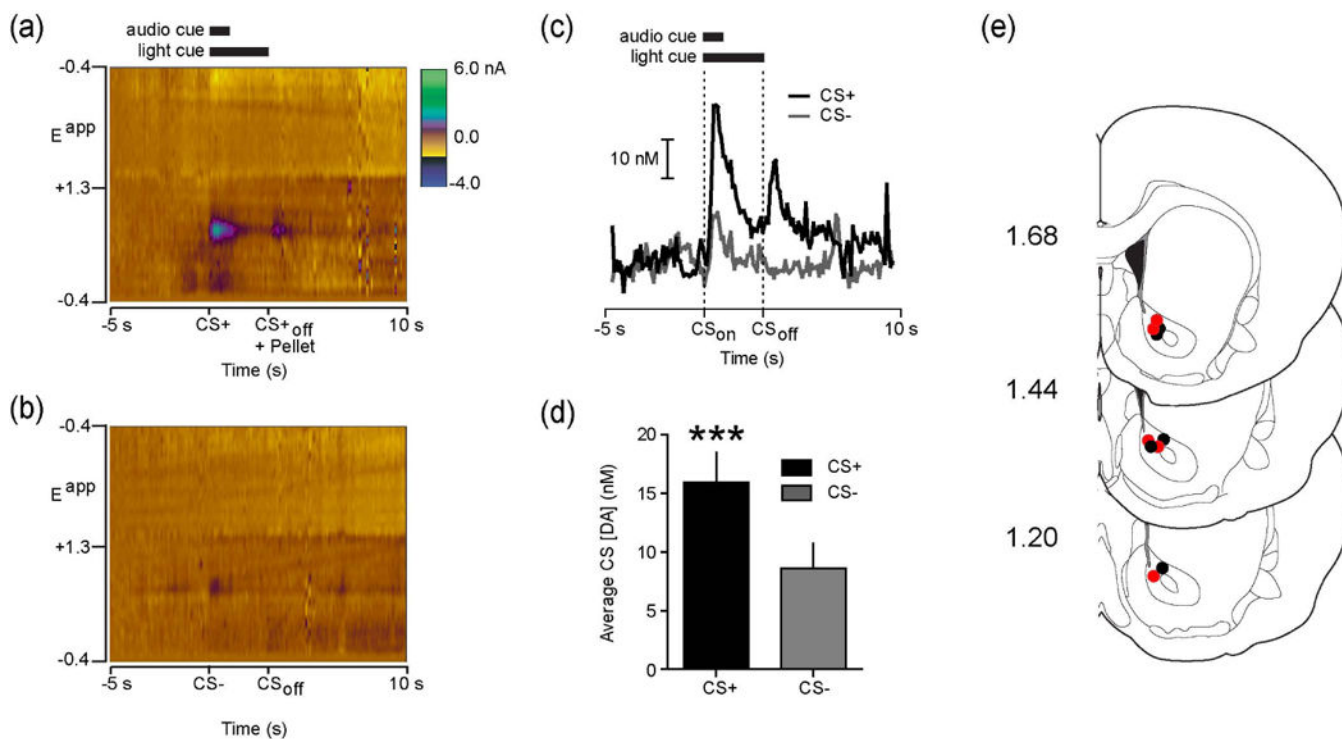 (a)
audio cue
light cue
-0.4
E app
+1.3
-0.4
6.0 nA
0.0
-4.0
-5 s
CS+
CS+ off
+ Pellet
10 s
Time (s)
(b)
-0.4
E app
+1.3
-0.4
-5 s
CS-
CS off
10 s
Time (s)
(c)
audio cue
light cue
CS+
CS-
10 nM
-5 s
CS on
CS off
10 s
Time (s)
(d)
Average CS [DA] (nM)
20
15
10
5
0
***
CS+
CS-
CS+
CS-
(e)
1.68
1.44
1.20